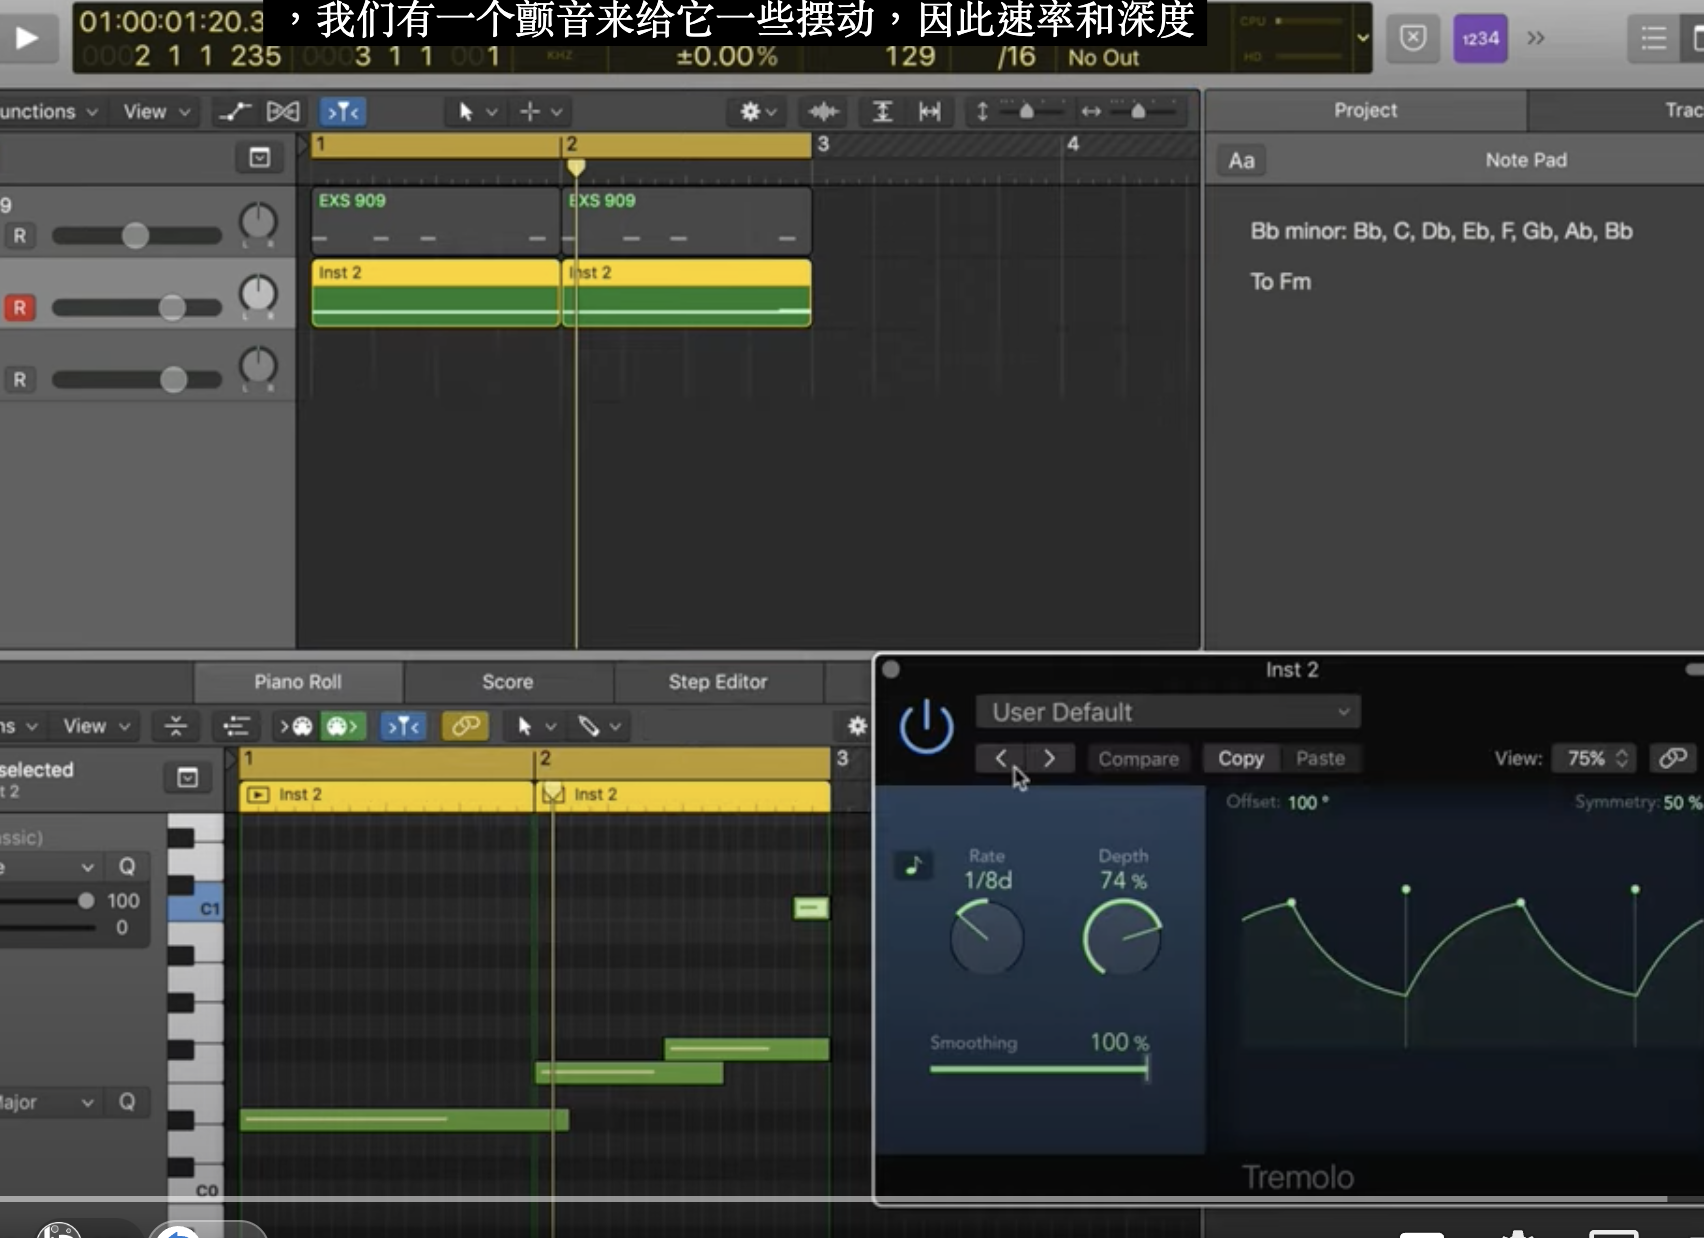 ，我们有一个颤音来给它一些摆动，因此速率和深度
01:00:01:20.3
0002 1 1 235
0003 1 1 001
KHZ
±0.00%
129
/16
No Out
CPU
HD
1234
unctions
View
Project
Trac
1
2
3
4
Aa
Note Pad
9
R
L R
EXS 909
EXS 909
Bb minor: Bb, C, Db, Eb, F, Gb, Ab, Bb
To Fm
R
L R
Inst 2
Inst 2
R
L R
Piano Roll
Score
Step Editor
ns
View
selected
t 2
1
2
3
Inst 2
Inst 2
assic)
e
Q
100
0
C1
Major
Q
C0
Inst 2
User Default
Compare
Copy
Paste
View:
75%
Offset: 100 °
Symmetry: 50 %
Rate
1/8d
Depth
74 %
Smoothing
100 %
Tremolo